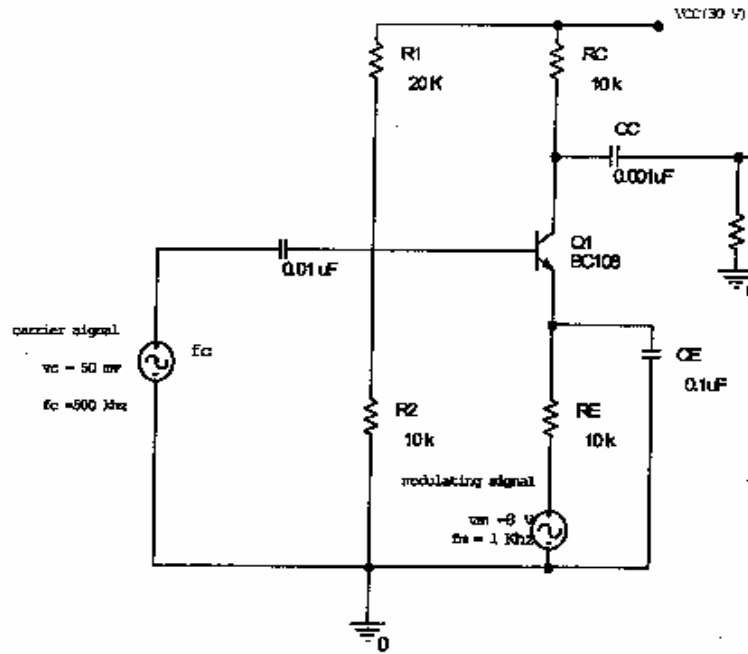 VCC(30 V)
R1
20K
RC
10k
CC
0.001uF
Q1
BC108
0.01uF
carrier signal
vc = 50 mv
fc =500 khz
fc
R2
10k
RE
10k
CE
0.1uF
modulating signal
fm = 1 Khz
0